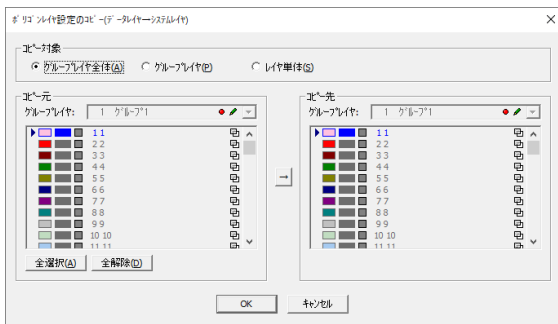 ﾎﾟﾘｺﾞﾝﾚｲﾔ設定のｺﾋﾟｰ(ﾃﾞｰﾀﾚｲﾔｰｼｽﾃﾑﾚｲﾔ)
ｺﾋﾟｰ対象
ｸﾞﾙｰﾌﾟﾚｲﾔ全体(A) ｸﾞﾙｰﾌﾟﾚｲﾔ(P) ﾚｲﾔ単体(S)
ｺﾋﾟｰ元
ｸﾞﾙｰﾌﾟﾚｲﾔ: 1 ｸﾞﾙｰﾌﾟ1
1 1
2 2
3 3
4 4
5 5
6 6
7 7
8 8
9 9
10 10
11 11
全選択(A) 全解除(D)
→
ｺﾋﾟｰ先
ｸﾞﾙｰﾌﾟﾚｲﾔ: 1 ｸﾞﾙｰﾌﾟ1
1 1
2 2
3 3
4 4
5 5
6 6
7 7
8 8
9 9
10 10
11 11
OK ｷｬﾝｾﾙ